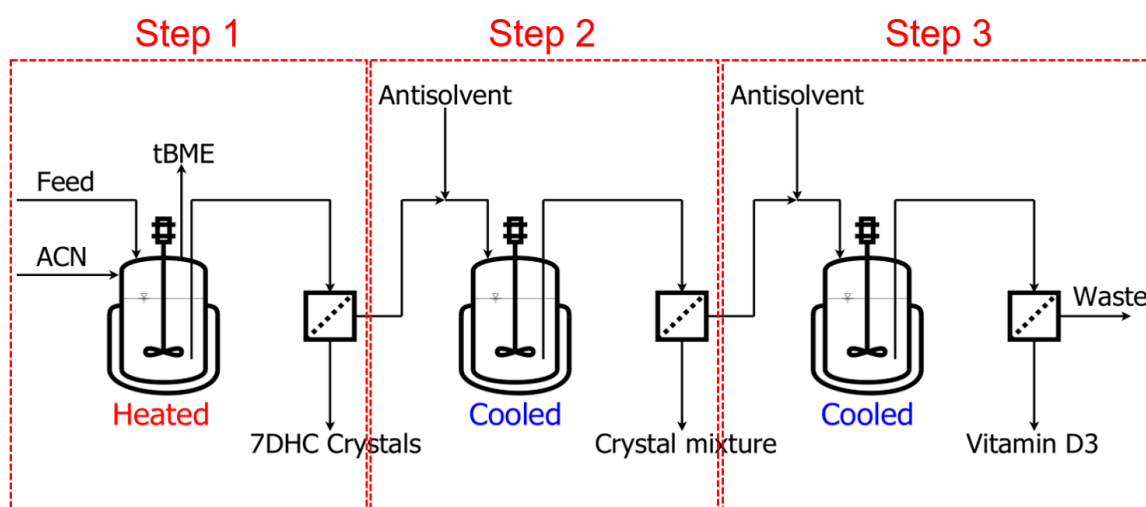 Step 1
Step 2
Step 3
Antisolvent
Antisolvent
tBME
Feed
ACN
Waste
Heated
Cooled
Cooled
7DHC Crystals
Crystal mixture
Vitamin D3